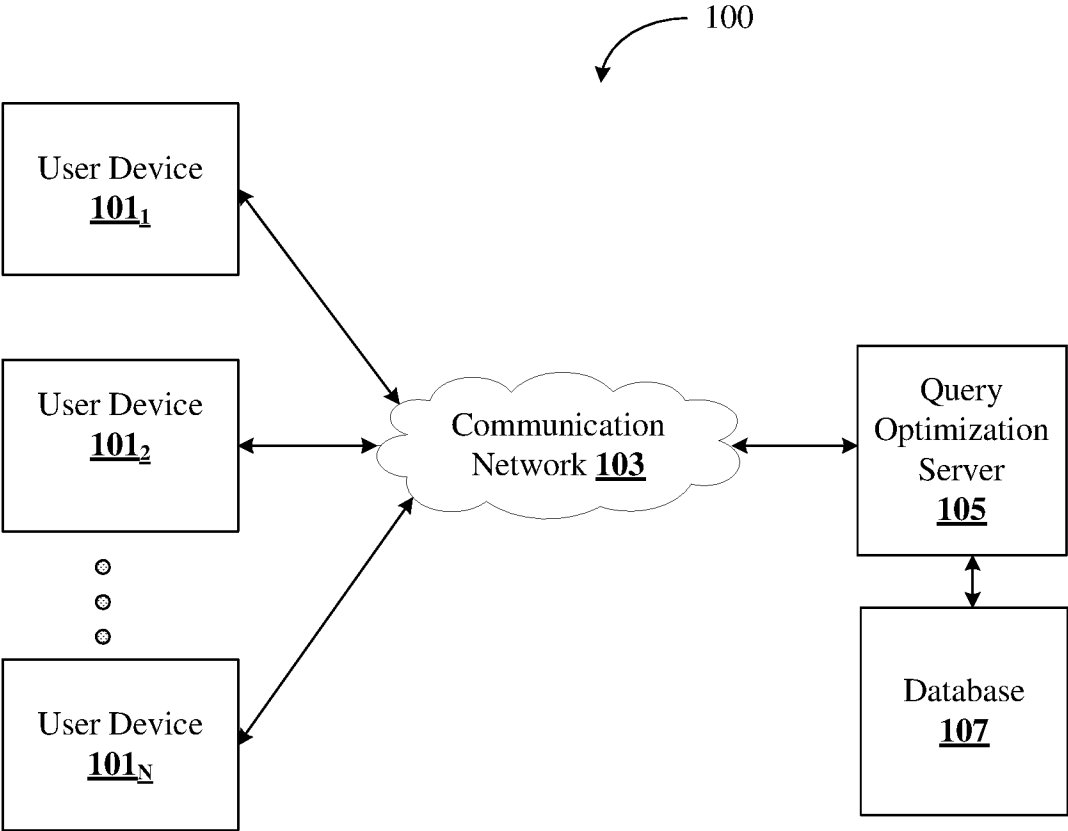 100
User Device
101₁
User Device
101₂
Communication
Network 103
Query
Optimization
Server
105
User Device
101N
Database
107